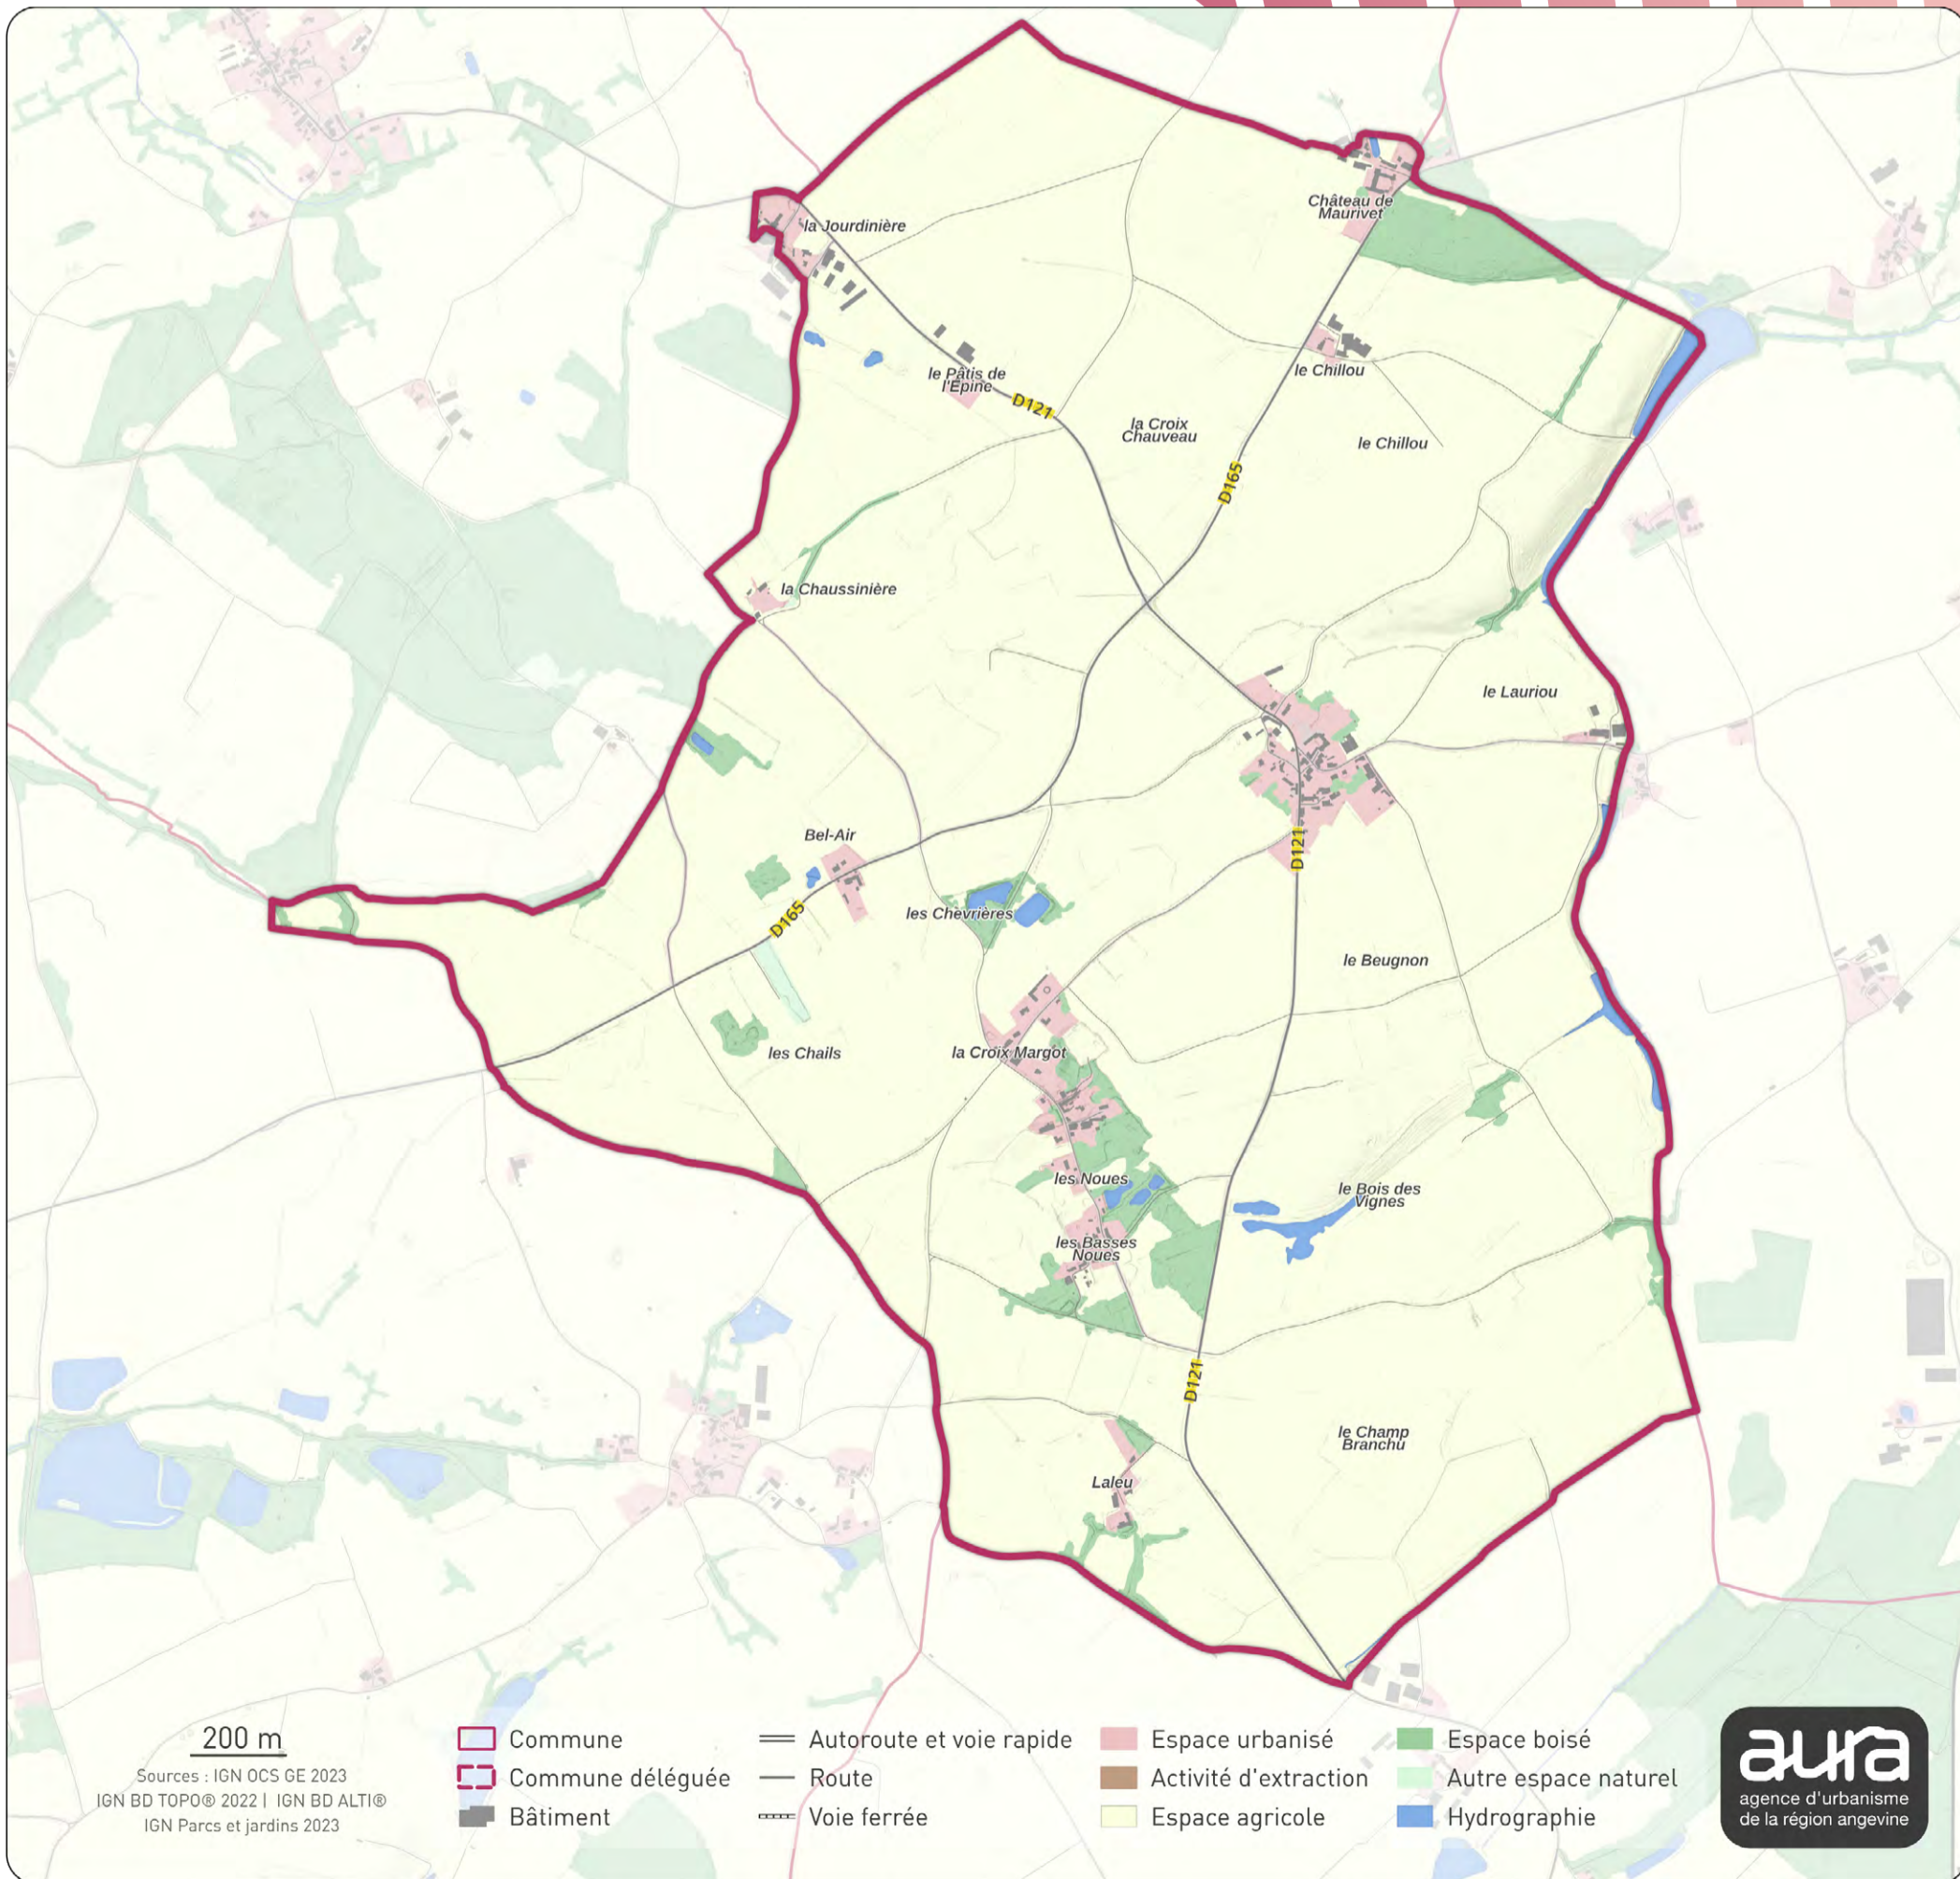 la Jourdinière
Château de
Maurivet
le Pâtis de
l'Épine
le Chillou
D121
la Croix
Chauveau
le Chillou
D165
la Chaussinière
le Lauriou
Bel-Air
D121
D165
les Chevrières
le Beugnon
les Chails
la Croix Margot
les Noues
le Bois des
Vignes
les Basses
Noues
D121
le Champ
Branchu
Laleu
200 m
Sources : IGN OCS GE 2023
IGN BD TOPO® 2022 | IGN BD ALTI®
IGN Parcs et jardins 2023
Commune
Commune déléguée
Bâtiment
Autoroute et voie rapide
Route
Voie ferrée
Espace urbanisé
Activité d'extraction
Espace agricole
Espace boisé
Autre espace naturel
Hydrographie
aura
agence d'urbanisme
de la région angevine